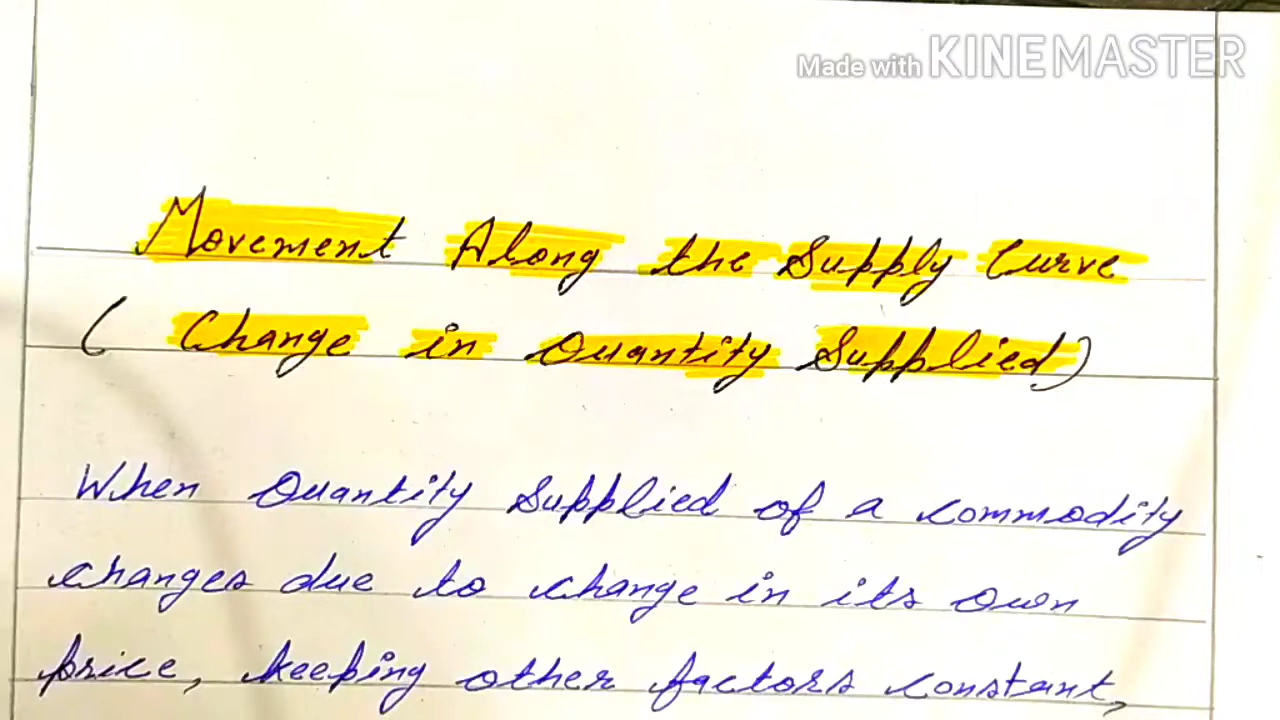 Made with KINEMASTER
Movement Along the Supply Curve
( Change in Quantity Supplied)
When Quantity Supplied of a commodity
changes due to change in its own
price, keeping other factors constant,